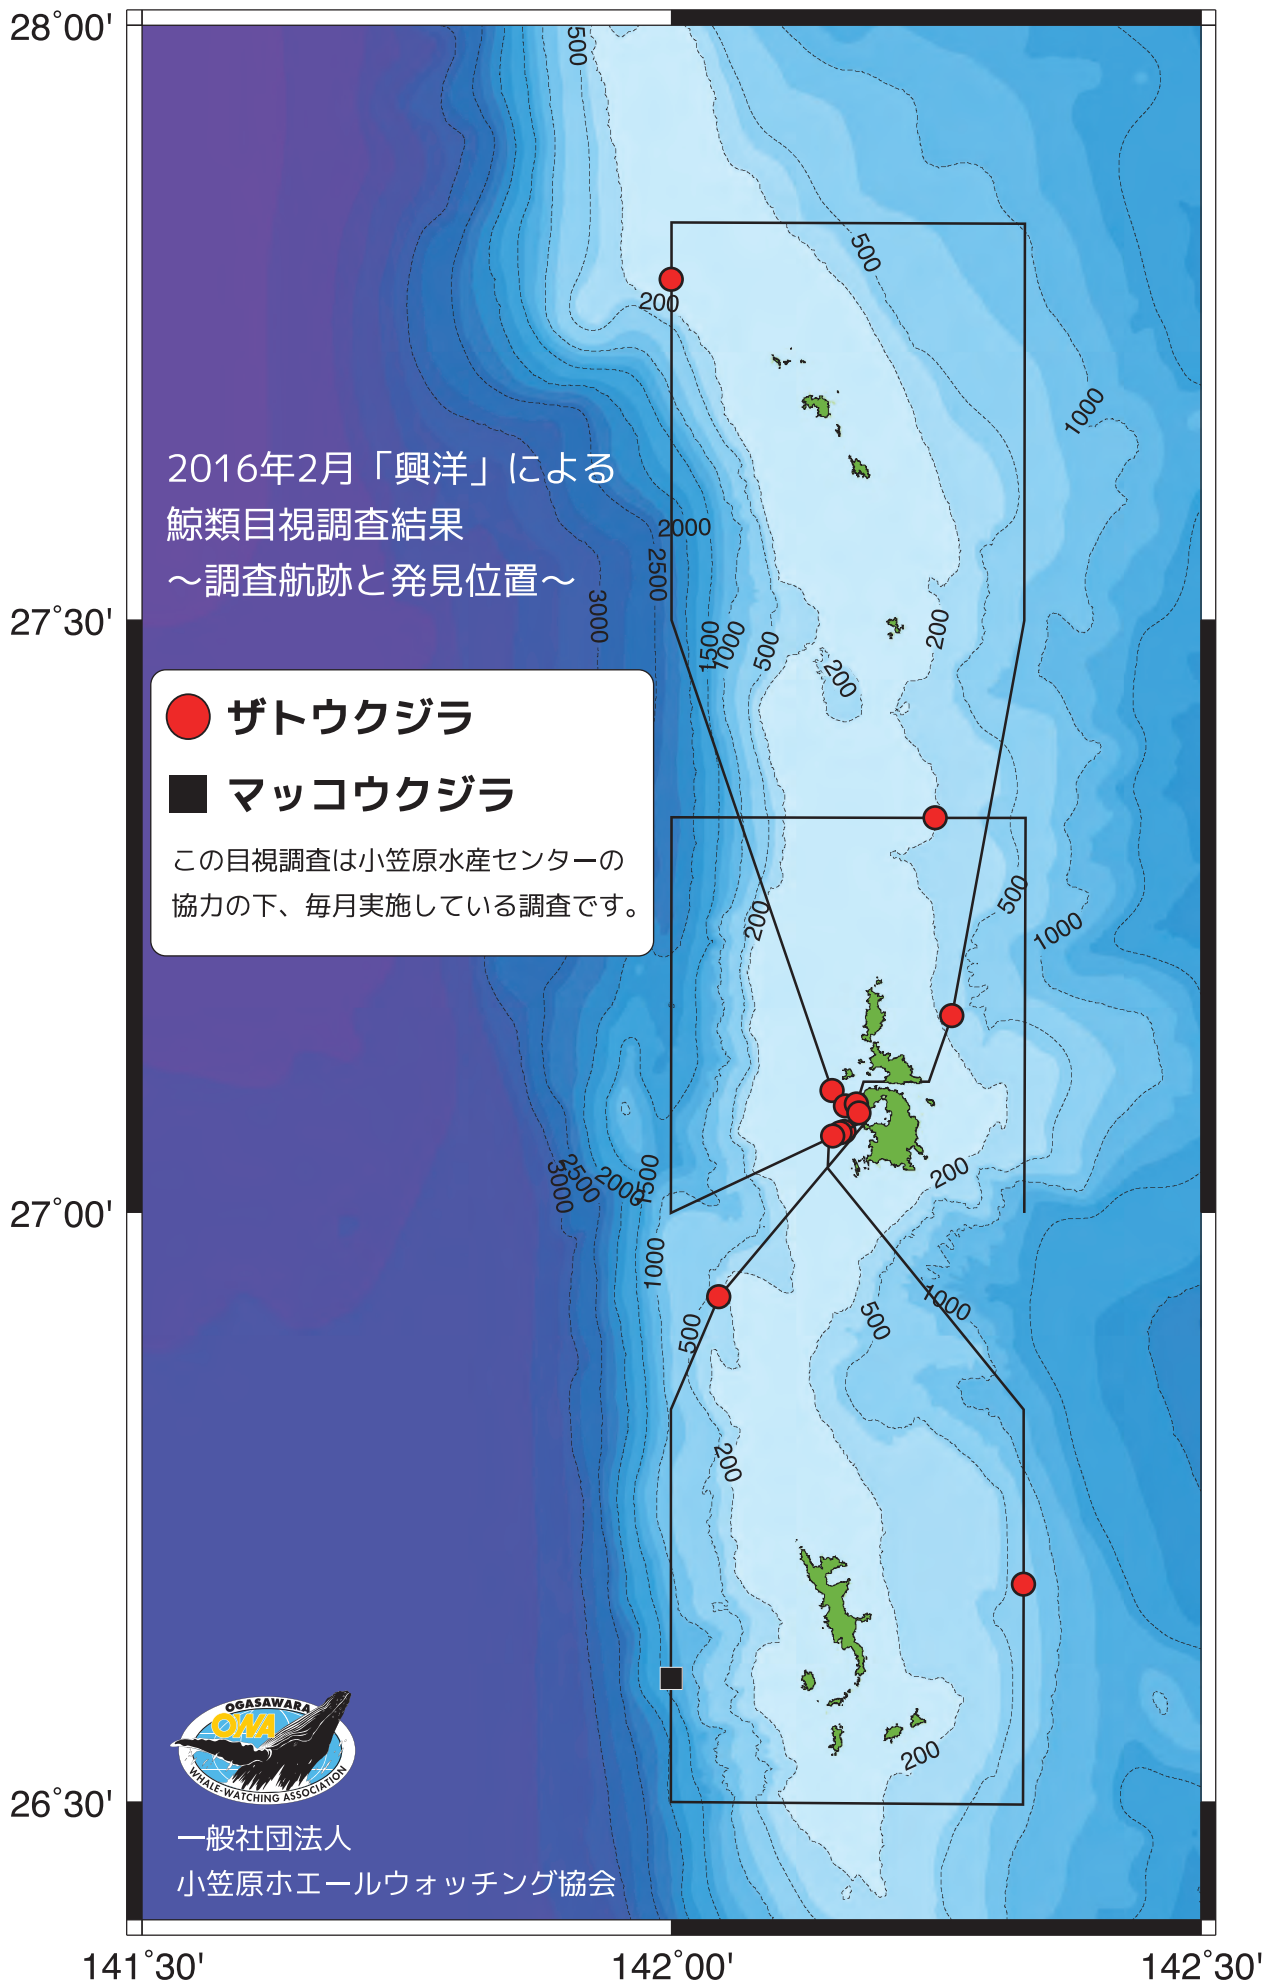 28°00'
500
500
200
1000
2016年2月「興洋」による
鯨類目視調査結果
～調査航跡と発見位置～
2000
2500
3000
27°30'
1500
1000
500
200
200
ザトウクジラ
マッコウクジラ
この目視調査は小笠原水産センターの
協力の下、毎月実施している調査です。
200
500
1000
3000
2500
2000
1500
200
27°00'
1000
500
500
1000
200
200
OGASAWARA
OWA
WHALE-WATCHING ASSOCIATION
26°30'
一般社団法人
小笠原ホエールウォッチング協会
141°30'
142°00'
142°30'